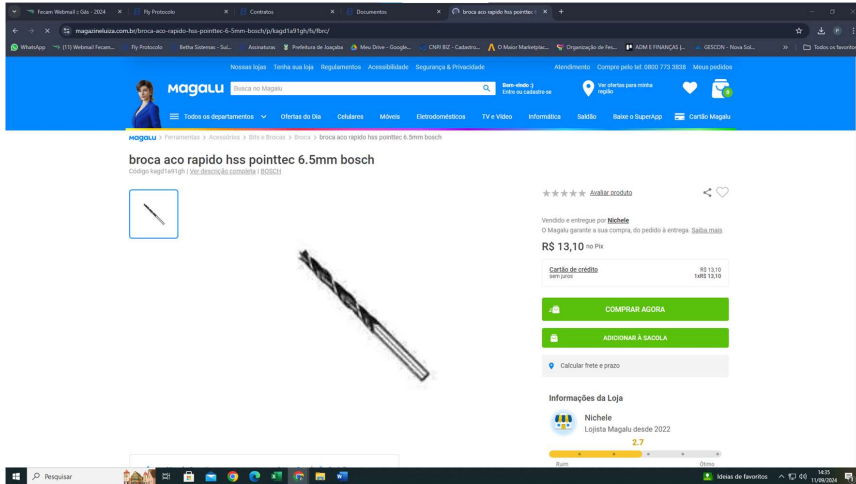 Fecam Webmail :: Gás - 2024
Fly Protocolo
Contratos
Documentos
broca aco rapido hss pointtec 6
magazineluiza.com.br/broca-aco-rapido-hss-pointtec-6-5mm-bosch/p/kagd1a91gh/fs/fbrc/
WhatsApp (11) Webmail Fecam... Fly Protocolo Betha Sistemas - Sul... Assinaturas Prefeitura de Joaçaba Meu Drive - Google... CNPJ BIZ - Cadastro... O Maior Marketplac... Organização de Fes... ADM E FINANÇAS |... GESCON - Nova Sol... » Todos os favoritos
Nossas lojas Tenha sua loja Regulamentos Acessibilidade Segurança & Privacidade Atendimento Compre pelo tel: 0800 773 3838 Meus pedidos
Magalu Busca no Magalu
Bem-vindo :)
Entre ou cadastre-se
Ver ofertas para minha
região
0
Todos os departamentos Ofertas do Dia Celulares Móveis Eletrodomésticos TV e Vídeo Informática Saldão Baixe o SuperApp Cartão Magalu
Magalu > Ferramentas > Acessórios > Bits e Brocas > Broca > broca aco rapido hss pointtec 6.5mm bosch
broca aco rapido hss pointtec 6.5mm bosch
Código kagd1a91gh | Ver descrição completa | BOSCH
Avaliar produto
Vendido e entregue por Nichele
O Magalu garante a sua compra, do pedido à entrega. Saiba mais
R$ 13,10 no Pix
Cartão de crédito R$ 13,10
sem juros 1xR$ 13,10
COMPRAR AGORA
ADICIONAR À SACOLA
Calcular frete e prazo
Informações da Loja
Nichele
Lojista Magalu desde 2022
2.7
Ruim Ótimo
Pesquisar
Ideias de favoritos
14:35
11/09/2024